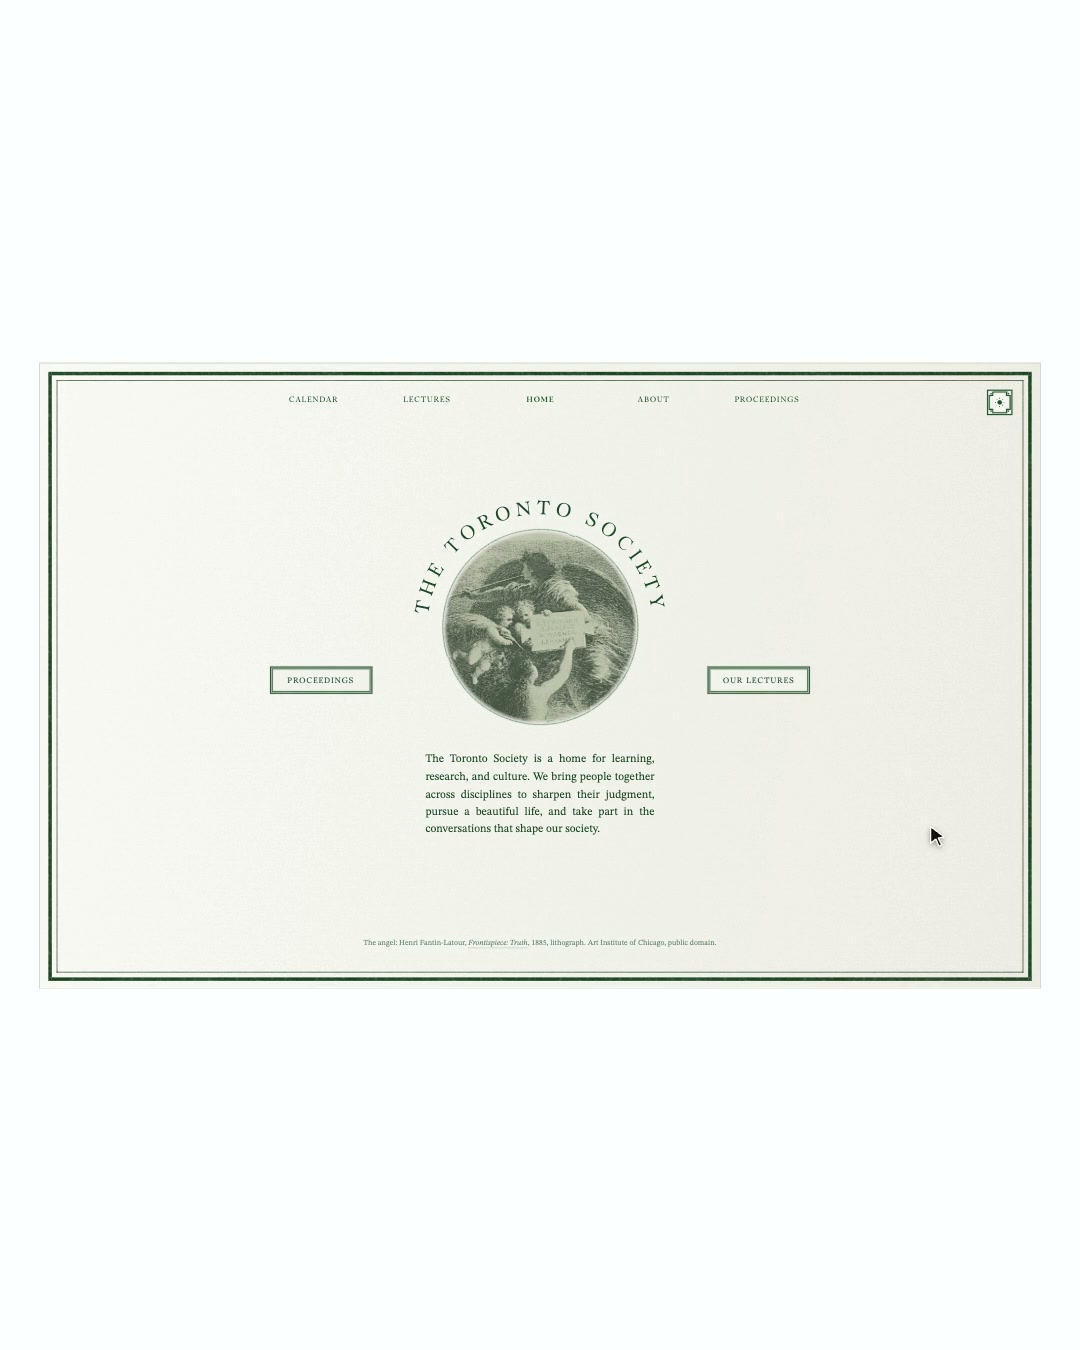 CALENDAR LECTURES HOME ABOUT PROCEEDINGS
THE TORONTO SOCIETY
PROCEEDINGS
OUR LECTURES
The Toronto Society is a home for learning,
research, and culture. We bring people together
across disciplines to sharpen their judgment,
pursue a beautiful life, and take part in the
conversations that shape our society.
The angel: Henri Fantin-Latour, Frontispiece: Truth, 1885, lithograph. Art Institute of Chicago, public domain.